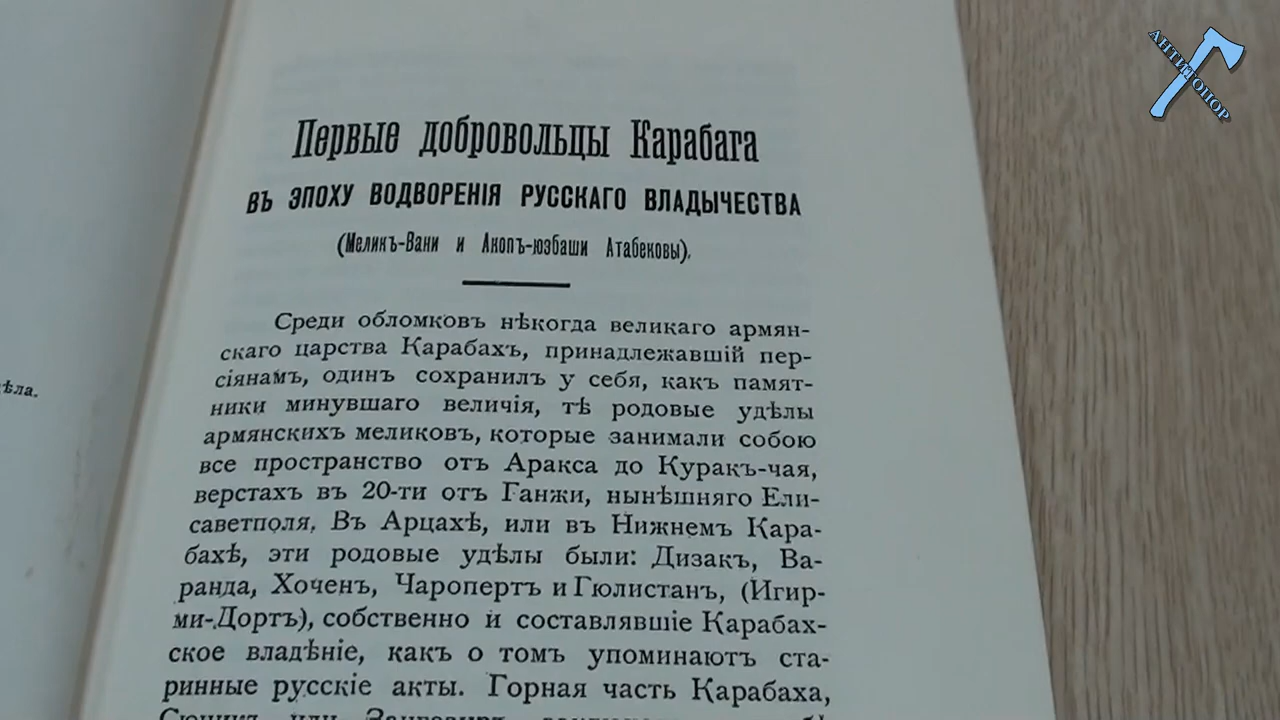 АНТИТОПОР
Первые добровольцы Карабага
ВЪ ЭПОХУ ВОДВОРЕНІЯ РУССКАГО ВЛАДЫЧЕСТВА
(Меликъ-Вани и Акопъ-юзбаши Атабековы).
Среди обломковъ нѣкогда великаго армян-
скаго царства Карабахъ, принадлежавшій пер-
сіянамъ, одинъ сохранилъ у себя, какъ памят-
ники минувшаго величія, тѣ родовые удѣлы
армянскихъ меликовъ, которые занимали собою
все пространство отъ Аракса до Куракъ-чая,
верстахъ въ 20-ти отъ Ганжи, нынѣшняго Ели-
саветполя. Въ Арцахѣ, или въ Нижнемъ Кара-
бахѣ, эти родовые удѣлы были: Дизакъ, Ва-
ранда, Хоченъ, Чаропертъ и Гюлистанъ, (Игир-
ми-Дортъ), собственно и составлявшіе Карабах-
ское владѣніе, какъ о томъ упоминаютъ ста-
ринные русскіе акты. Горная часть Карабаха,
ѣла.